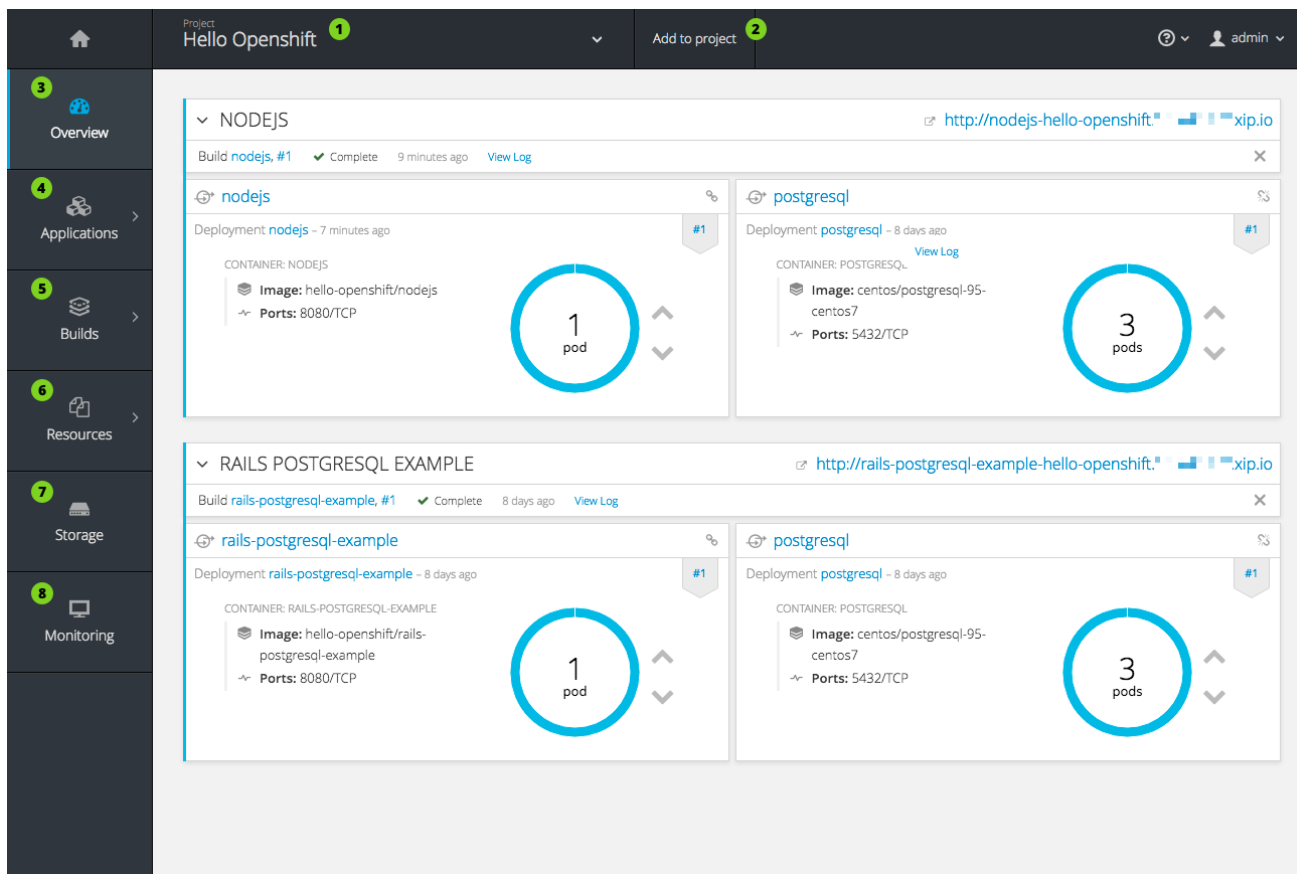 Project
Hello Openshift 1
Add to project 2
admin
3
Overview
4
Applications
5
Builds
6
Resources
7
Storage
8
Monitoring
NODEJS
http://nodejs-hello-openshift. xip.io
Build nodejs, #1 Complete 9 minutes ago View Log
nodejs
Deployment nodejs – 7 minutes ago #1
CONTAINER: NODEJS
Image: hello-openshift/nodejs
Ports: 8080/TCP
1
pod
postgresql
Deployment postgresql – 8 days ago #1
View Log
CONTAINER: POSTGRESQL
Image: centos/postgresql-95-
centos7
Ports: 5432/TCP
3
pods
RAILS POSTGRESQL EXAMPLE
http://rails-postgresql-example-hello-openshift. xip.io
Build rails-postgresql-example, #1 Complete 8 days ago View Log
rails-postgresql-example
Deployment rails-postgresql-example – 8 days ago #1
CONTAINER: RAILS-POSTGRESQL-EXAMPLE
Image: hello-openshift/rails-
postgresql-example
Ports: 8080/TCP
1
pod
postgresql
Deployment postgresql – 8 days ago #1
CONTAINER: POSTGRESQL
Image: centos/postgresql-95-
centos7
Ports: 5432/TCP
3
pods